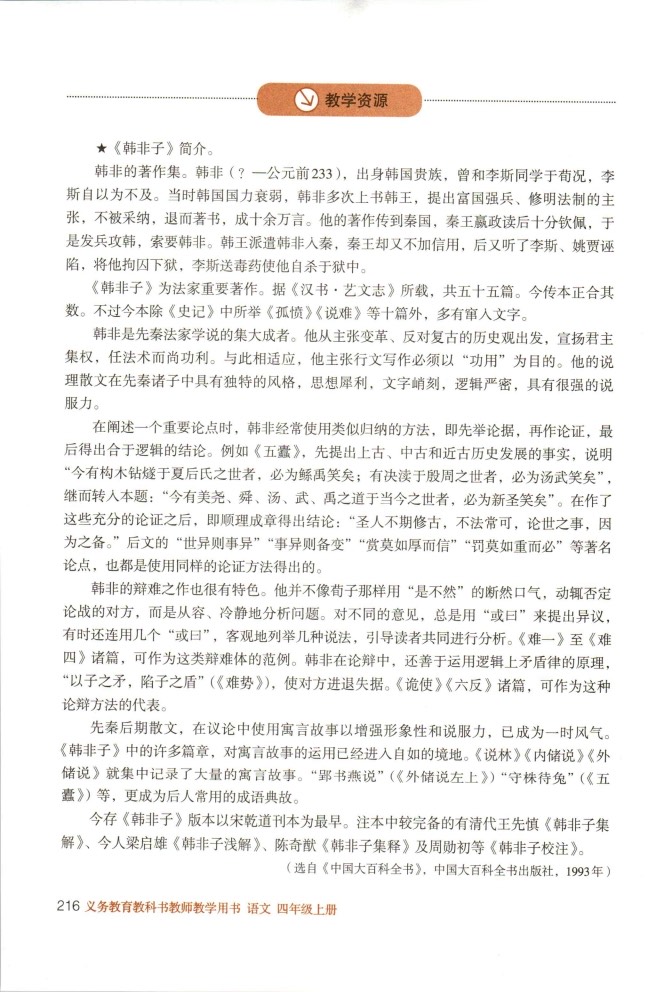 教学资源
★《韩非子》简介。
韩非的著作集。韩非（？—公元前233），出身韩国贵族，曾和李斯同学于荀况，李
斯自以为不及。当时韩国国力衰弱，韩非多次上书韩王，提出富国强兵、修明法制的主
张，不被采纳，退而著书，成十余万言。他的著作传到秦国，秦王嬴政读后十分钦佩，于
是发兵攻韩，索要韩非。韩王派遣韩非入秦，秦王却又不加信用，后又听了李斯、姚贾诬
陷，将他拘囚下狱，李斯送毒药使他自杀于狱中。
《韩非子》为法家重要著作。据《汉书·艺文志》所载，共五十五篇。今传本正合其
数。不过今本除《史记》中所举《孤愤》《说难》等十篇外，多有窜入文字。
韩非是先秦法家学说的集大成者。他从主张变革、反对复古的历史观出发，宣扬君主
集权，任法术而尚功利。与此相适应，他主张行文写作必须以“功用”为目的。他的说
理散文在先秦诸子中具有独特的风格，思想犀利，文字峭刻，逻辑严密，具有很强的说
服力。
在阐述一个重要论点时，韩非经常使用类似归纳的方法，即先举论据，再作论证，最
后得出合于逻辑的结论。例如《五蠹》，先提出上古、中古和近古历史发展的事实，说明
“今有构木钻燧于夏后氏之世者，必为鲧禹笑矣；有决渎于殷周之世者，必为汤武笑矣”，
继而转入本题：“今有美尧、舜、汤、武、禹之道于当今之世者，必为新圣笑矣”。在作了
这些充分的论证之后，即顺理成章得出结论：“圣人不期修古，不法常可，论世之事，因
为之备。”后文的“世异则事异”“事异则备变”“赏莫如厚而信”“罚莫如重而必”等著名
论点，也都是使用同样的论证方法得出的。
韩非的辩难之作也很有特色。他并不像荀子那样用“是不然”的断然口气，动辄否定
论战的对方，而是从容、冷静地分析问题。对不同的意见，总是用“或曰”来提出异议，
有时还连用几个“或曰”，客观地列举几种说法，引导读者共同进行分析。《难一》至《难
四》诸篇，可作为这类辩难体的范例。韩非在论辩中，还善于运用逻辑上矛盾律的原理，
“以子之矛，陷子之盾”（《难势》），使对方进退失据。《诡使》《六反》诸篇，可作为这种
论辩方法的代表。
先秦后期散文，在议论中使用寓言故事以增强形象性和说服力，已成为一时风气。
《韩非子》中的许多篇章，对寓言故事的运用已经进入自如的境地。《说林》《内储说》《外
储说》就集中记录了大量的寓言故事。“郢书燕说”（《外储说左上》）“守株待兔”（《五
蠹》）等，更成为后人常用的成语典故。
今存《韩非子》版本以宋乾道刊本为最早。注本中较完备的有清代王先慎《韩非子集
解》、今人梁启雄《韩非子浅解》、陈奇猷《韩非子集释》及周勋初等《韩非子校注》。
（选自《中国大百科全书》，中国大百科全书出版社，1993年）
216 义务教育教科书教师教学用书 语文 四年级上册